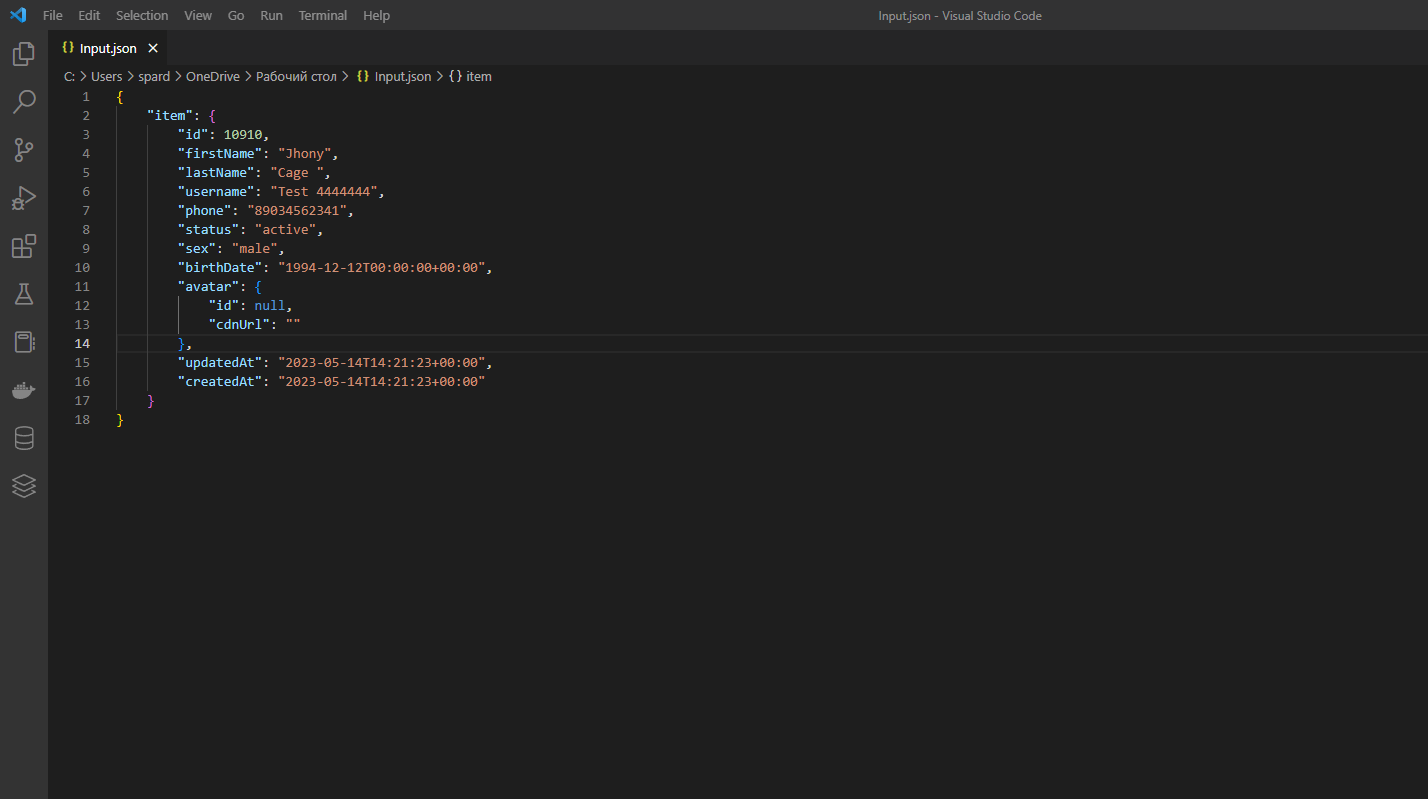 File Edit Selection View Go Run Terminal Help Input.json - Visual Studio Code
{} Input.json ×
C: > Users > spard > OneDrive > Рабочий стол > {} Input.json > {} item
1 {
2     "item": {
3         "id": 10910,
4         "firstName": "Jhony",
5         "lastName": "Cage ",
6         "username": "Test 4444444",
7         "phone": "89034562341",
8         "status": "active",
9         "sex": "male",
10         "birthDate": "1994-12-12T00:00:00+00:00",
11         "avatar": {
12             "id": null,
13             "cdnUrl": ""
14         },
15         "updatedAt": "2023-05-14T14:21:23+00:00",
16         "createdAt": "2023-05-14T14:21:23+00:00"
17     }
18 }